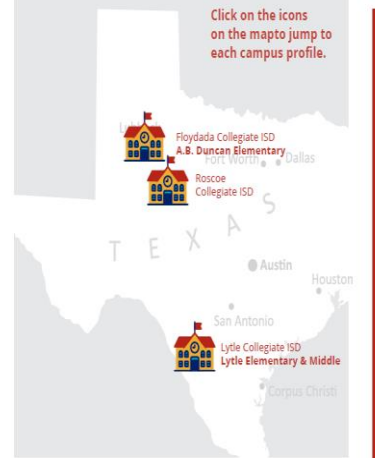 Click on the icons
on the mapto jump to
each campus profile.
Floydada Collegiate ISD
A.B. Duncan Elementary
Fort Worth
Dallas
Roscoe
Collegiate ISD
TEXAS
Austin
Houston
San Antonio
Lytle Collegiate ISD
Lytle Elementary & Middle
Corpus Christi